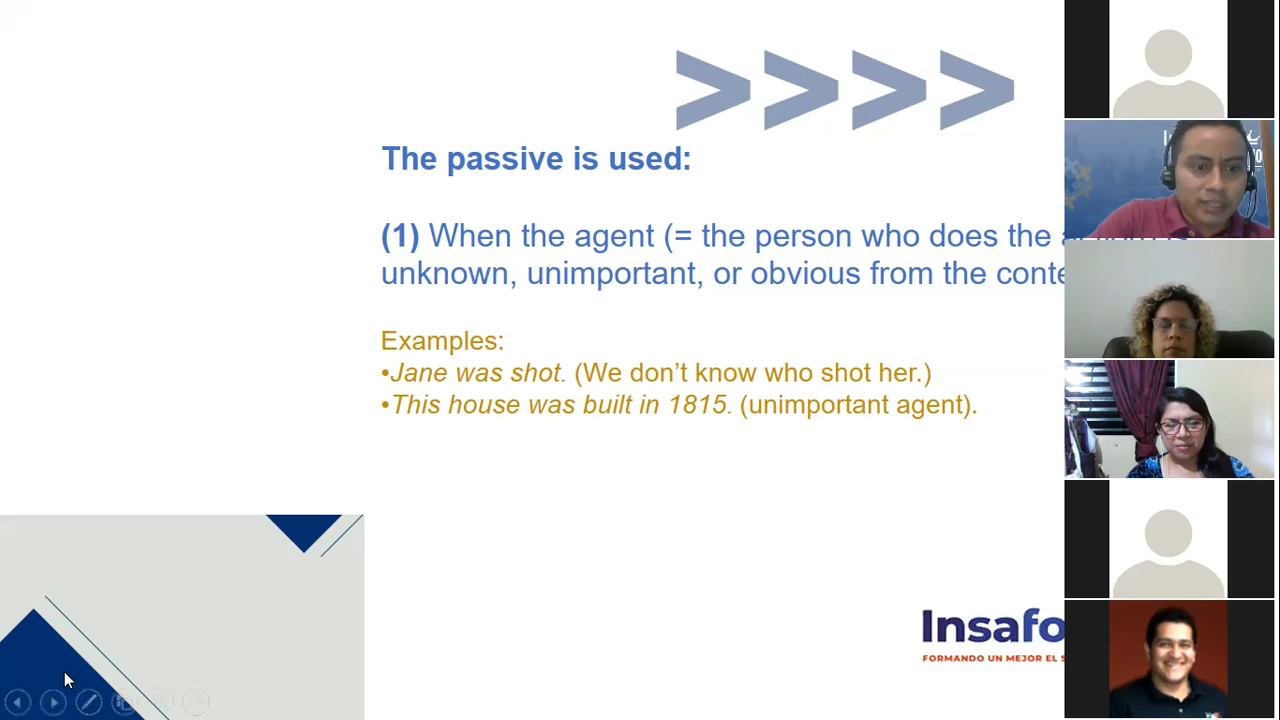 The passive is used:
(1) When the agent (= the person who does the
unknown, unimportant, or obvious from the conte
Examples:
•Jane was shot. (We don’t know who shot her.)
•This house was built in 1815. (unimportant agent).
Insafo
FORMANDO UN MEJOR EL S